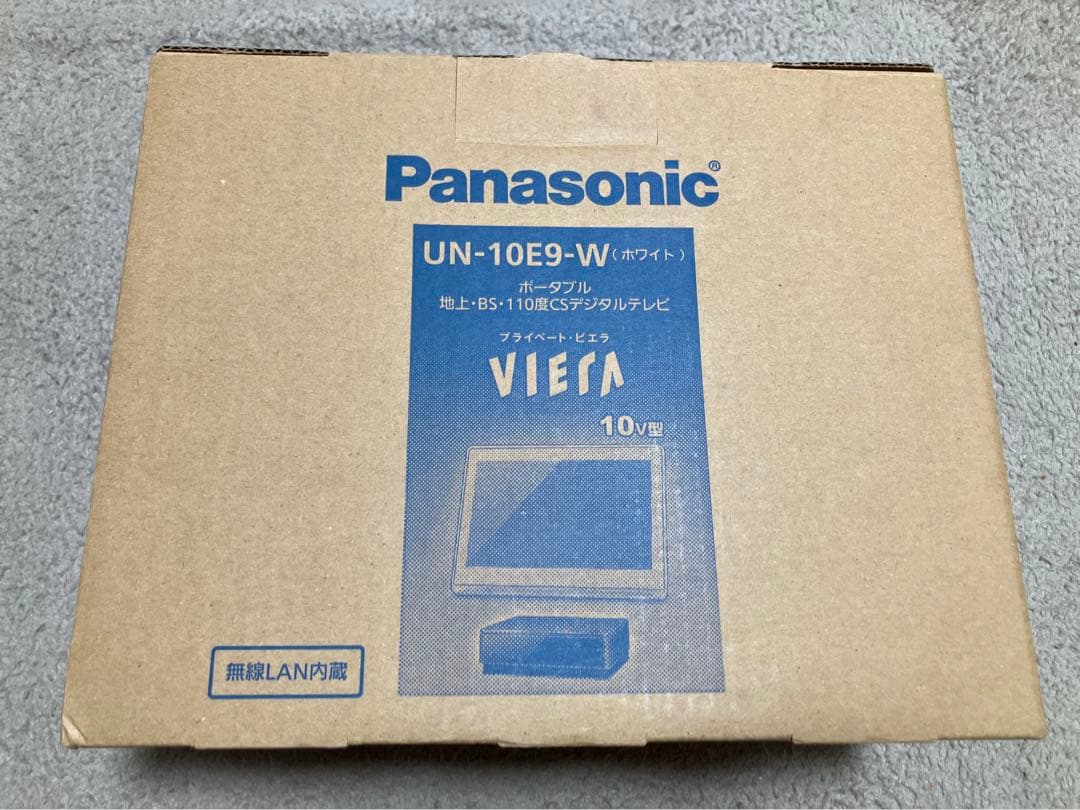 Panasonic®
UN-10E9-W（ホワイト）
ポータブル
地上・BS・110度CSデジタルテレビ
プライベート・ビエラ
VIErA
10V型
無線LAN内蔵